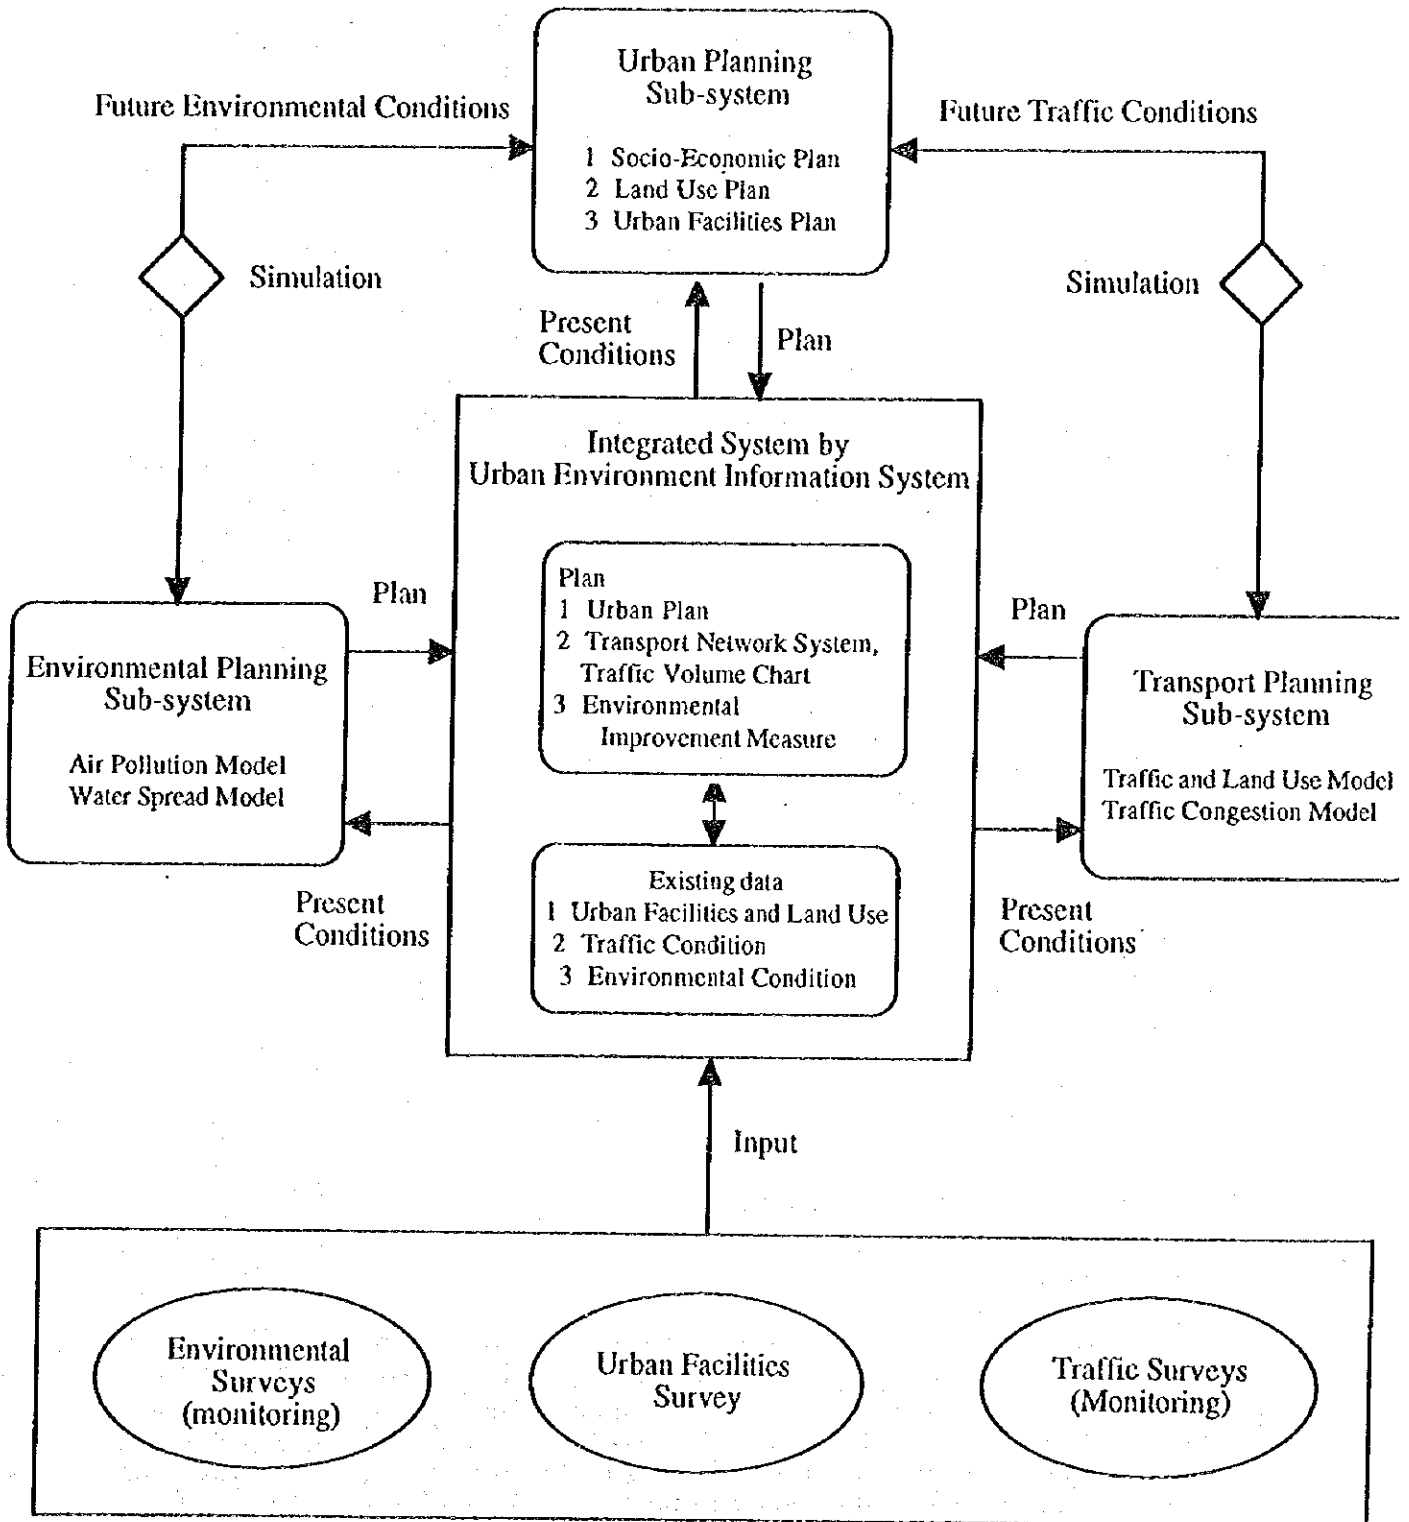 Urban Planning
Sub-system
1 Socio-Economic Plan
2 Land Use Plan
3 Urban Facilities Plan
Future Environmental Conditions
Future Traffic Conditions
Simulation
Simulation
Present
Conditions
Plan
Integrated System by
Urban Environment Information System
Plan
1 Urban Plan
2 Transport Network System,
Traffic Volume Chart
3 Environmental
Improvement Measure
Plan
Plan
Environmental Planning
Sub-system
Air Pollution Model
Water Spread Model
Transport Planning
Sub-system
Traffic and Land Use Model
Traffic Congestion Model
Existing data
1 Urban Facilities and Land Use
2 Traffic Condition
3 Environmental Condition
Present
Conditions
Present
Conditions
Input
Environmental
Surveys
(monitoring)
Urban Facilities
Survey
Traffic Surveys
(Monitoring)